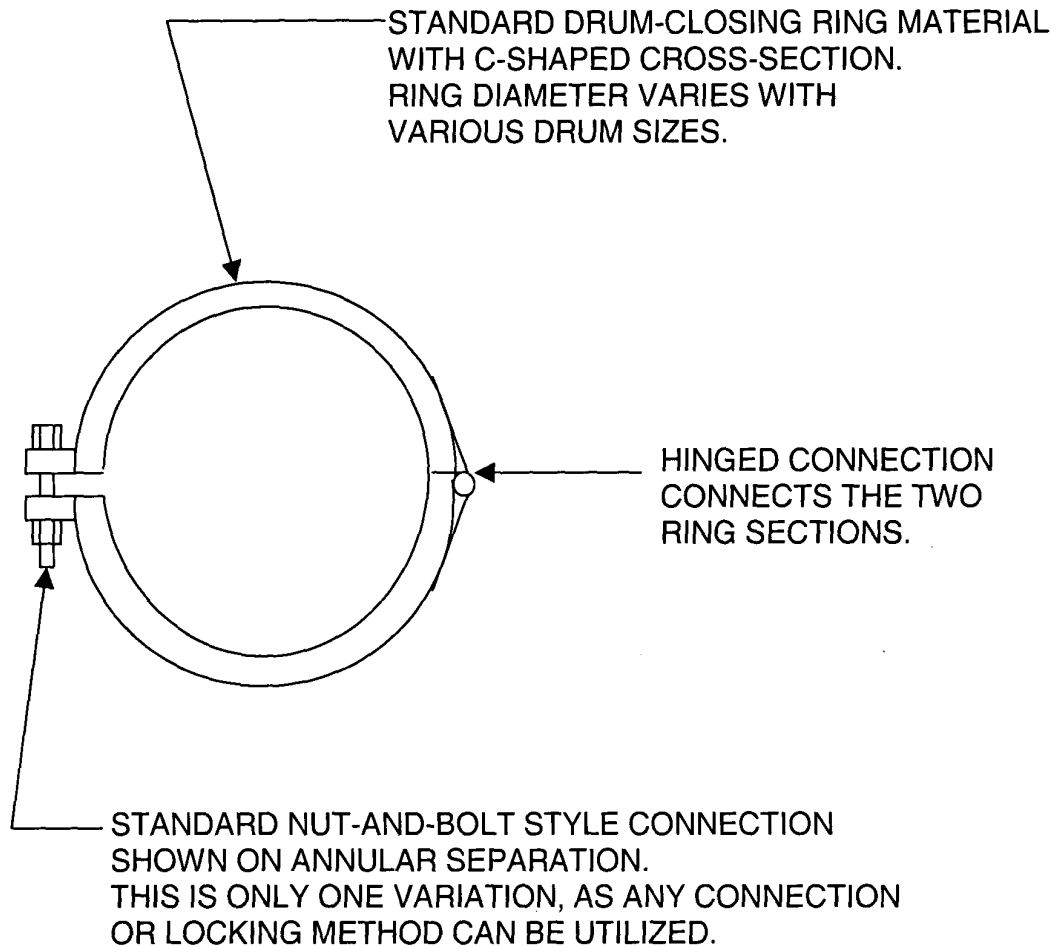 STANDARD DRUM-CLOSING RING MATERIAL
WITH C-SHAPED CROSS-SECTION.
RING DIAMETER VARIES WITH
VARIOUS DRUM SIZES.
HINGED CONNECTION
CONNECTS THE TWO
RING SECTIONS.
STANDARD NUT-AND-BOLT STYLE CONNECTION
SHOWN ON ANNULAR SEPARATION.
THIS IS ONLY ONE VARIATION, AS ANY CONNECTION
OR LOCKING METHOD CAN BE UTILIZED.